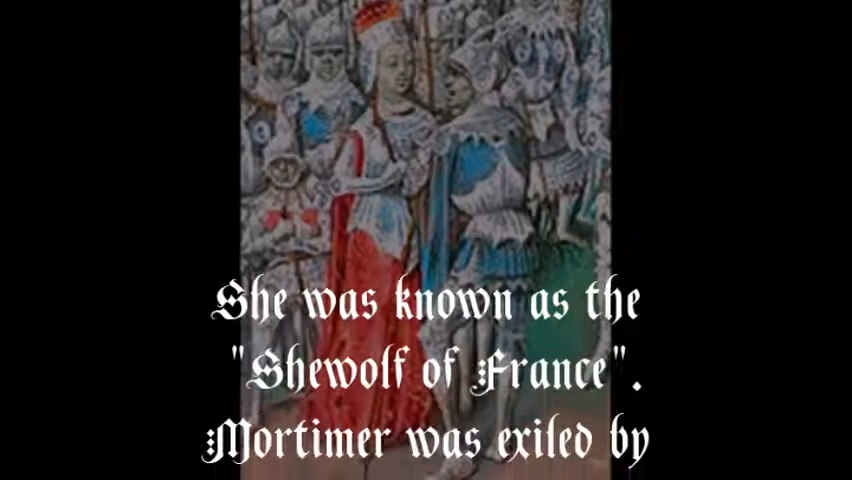 She was known as the
"Shewolf of France".
Mortimer was exiled by